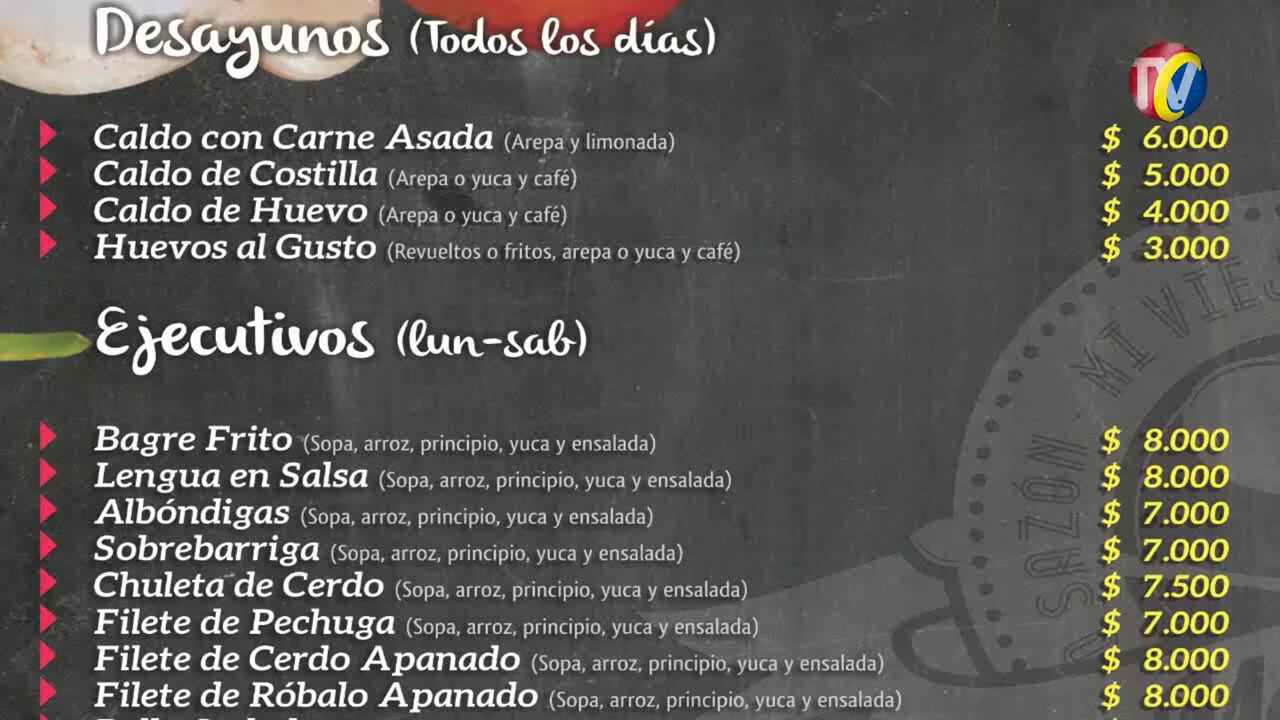 Desayunos (Todos los días)
TVC
Caldo con Carne Asada (Arepa y limonada) $ 6.000
Caldo de Costilla (Arepa o yuca y café) $ 5.000
Caldo de Huevo (Arepa o yuca y café) $ 4.000
Huevos al Gusto (Revueltos o fritos, arepa o yuca y café) $ 3.000
Ejecutivos (lun-sab)
SAZÓN MI VIEJ
Bagre Frito (Sopa, arroz, principio, yuca y ensalada) $ 8.000
Lengua en Salsa (Sopa, arroz, principio, yuca y ensalada) $ 8.000
Albóndigas (Sopa, arroz, principio, yuca y ensalada) $ 7.000
Sobrebarriga (Sopa, arroz, principio, yuca y ensalada) $ 7.000
Chuleta de Cerdo (Sopa, arroz, principio, yuca y ensalada) $ 7.500
Filete de Pechuga (Sopa, arroz, principio, yuca y ensalada) $ 7.000
Filete de Cerdo Apanado (Sopa, arroz, principio, yuca y ensalada) $ 8.000
Filete de Róbalo Apanado (Sopa, arroz, principio, yuca y ensalada) $ 8.000